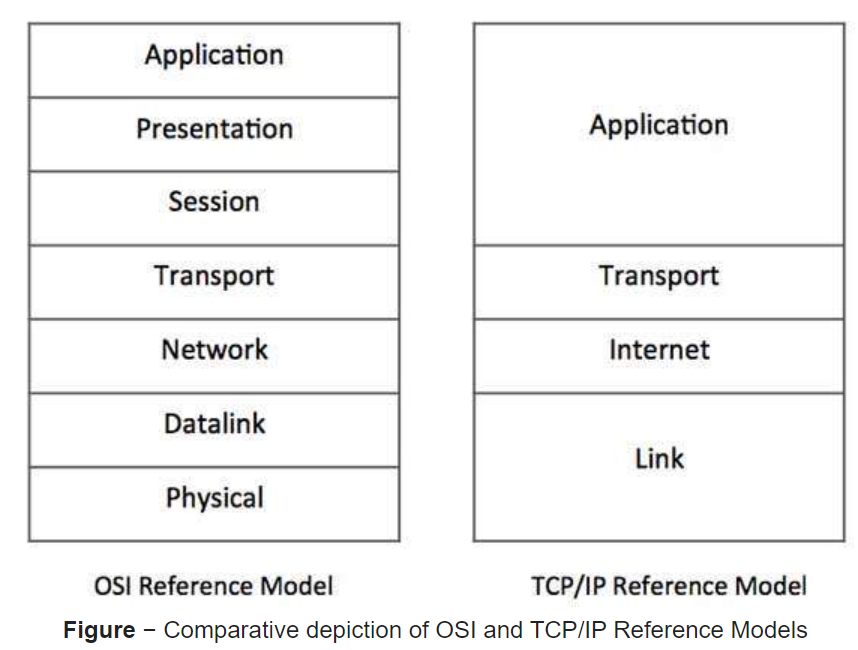 Application
Presentation
Session
Transport
Network
Datalink
Physical
OSI Reference Model
Application
Transport
Internet
Link
TCP/IP Reference Model
Figure − Comparative depiction of OSI and TCP/IP Reference Models